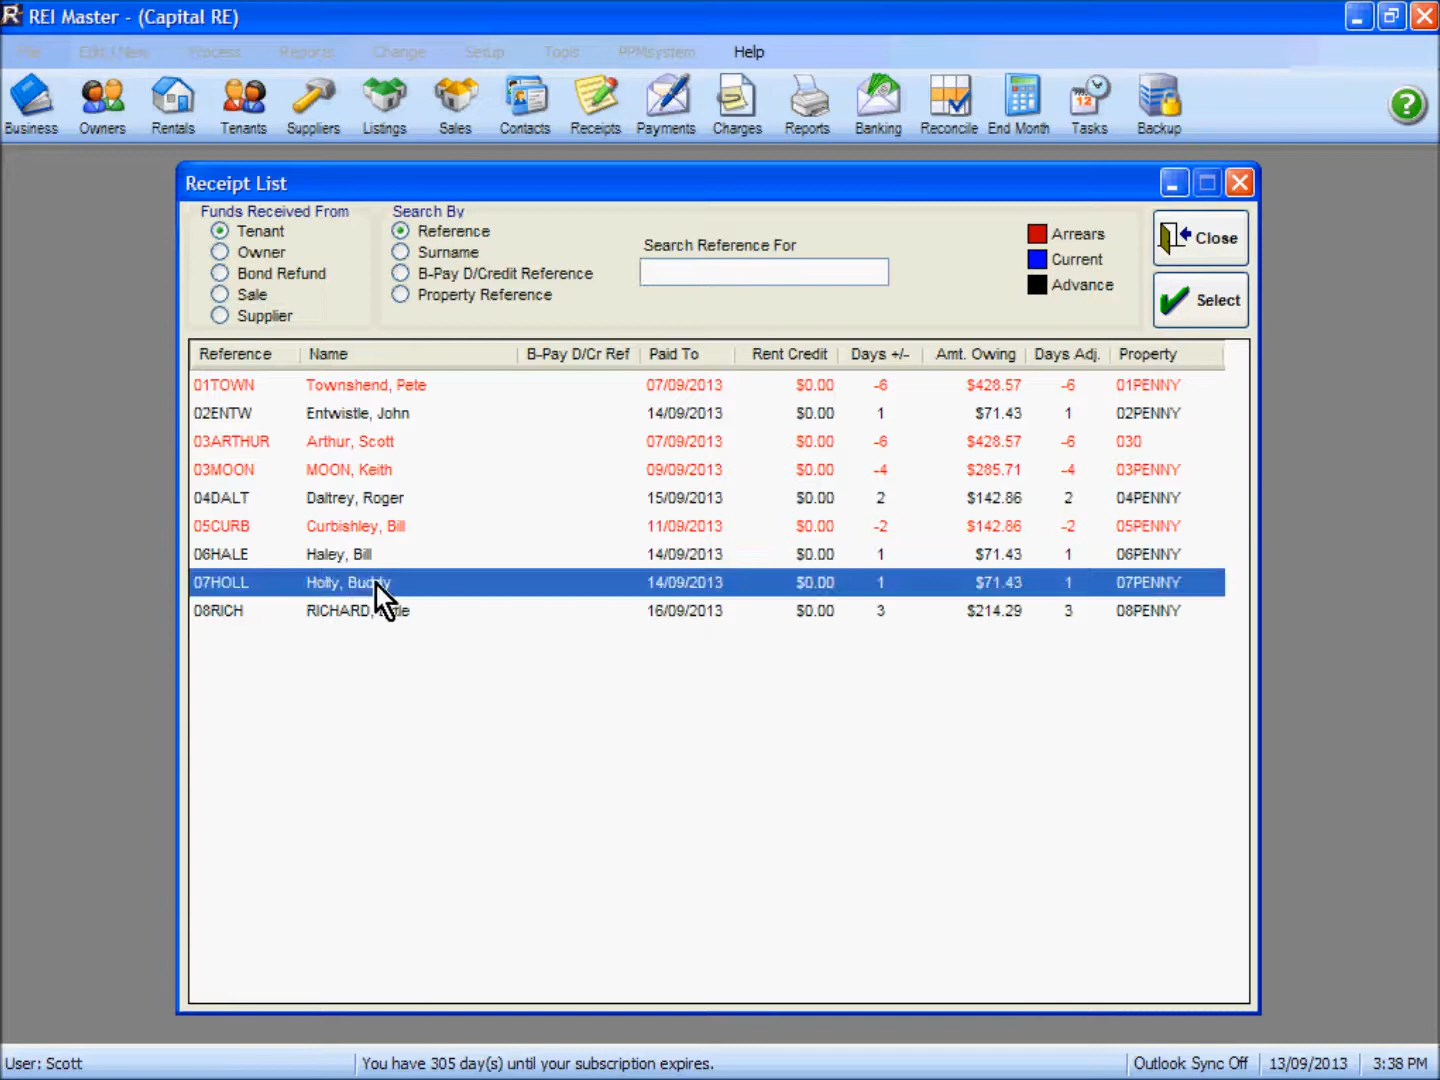 REI Master - (Capital RE)
File Edit / New Process Reports Change Setup Tools PPMsystem Help
Business Owners Rentals Tenants Suppliers Listings Sales Contacts Receipts Payments Charges Reports Banking Reconcile End Month Tasks Backup
Receipt List
Funds Received From
Tenant
Owner
Bond Refund
Sale
Supplier
Search By
Reference
Surname
B-Pay D/Credit Reference
Property Reference
Search Reference For
Arrears
Current
Advance
Close
Select
Reference Name B-Pay D/Cr Ref Paid To Rent Credit Days +/- Amt. Owing Days Adj. Property
01TOWN Townshend, Pete 07/09/2013 $0.00 -6 $428.57 -6 01PENNY
02ENTW Entwistle, John 14/09/2013 $0.00 1 $71.43 1 02PENNY
03ARTHUR Arthur, Scott 07/09/2013 $0.00 -6 $428.57 -6 030
03MOON MOON, Keith 09/09/2013 $0.00 -4 $285.71 -4 03PENNY
04DALT Daltrey, Roger 15/09/2013 $0.00 2 $142.86 2 04PENNY
05CURB Curbishley, Bill 11/09/2013 $0.00 -2 $142.86 -2 05PENNY
06HALE Haley, Bill 14/09/2013 $0.00 1 $71.43 1 06PENNY
07HOLL Holly, Buddy 14/09/2013 $0.00 1 $71.43 1 07PENNY
08RICH RICHARD, 16/09/2013 $0.00 3 $214.29 3 08PENNY
User: Scott You have 305 day(s) until your subscription expires. Outlook Sync Off 13/09/2013 3:38 PM